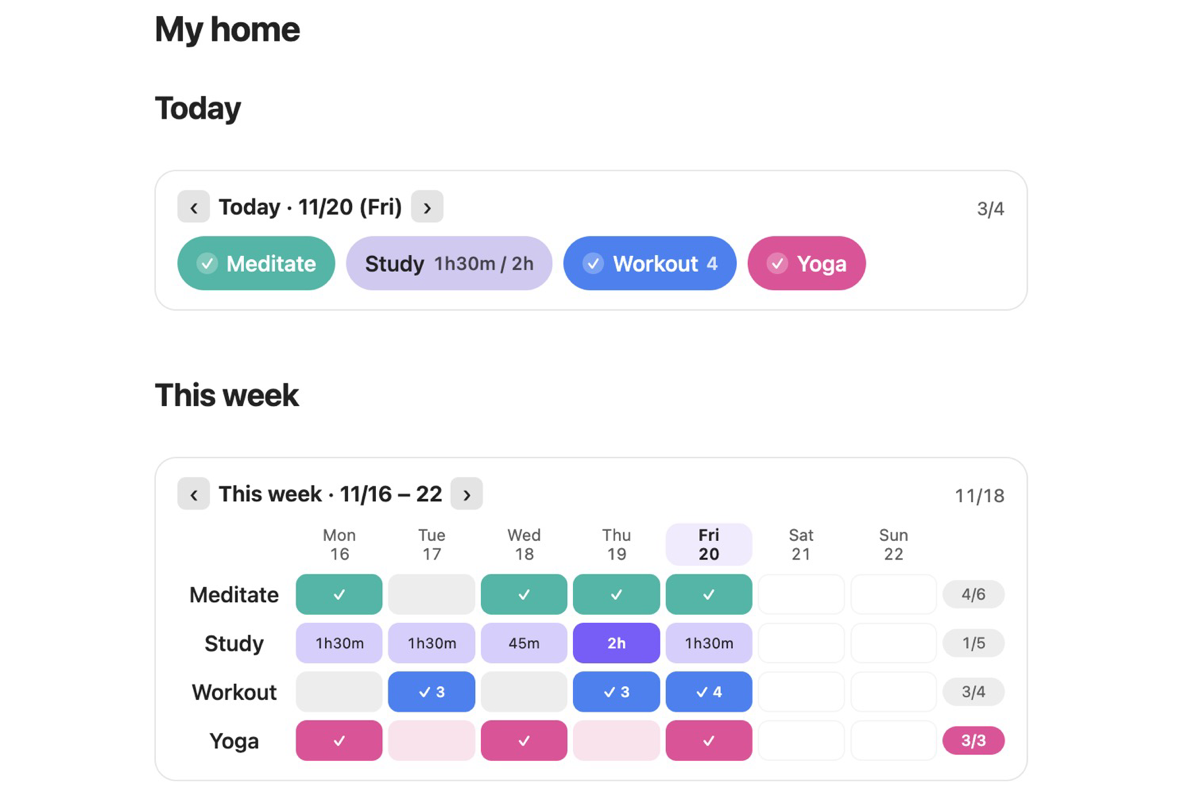 My home
Today
‹ Today · 11/20 (Fri) › 3/4
✓ Meditate Study 1h30m / 2h ✓ Workout 4 ✓ Yoga
This week
‹ This week · 11/16 – 22 › 11/18
Mon Tue Wed Thu Fri Sat Sun
16 17 18 19 20 21 22
Meditate ✓ ✓ ✓ ✓ 4/6
Study 1h30m 1h30m 45m 2h 1h30m 1/5
Workout ✓ 3 ✓ 3 ✓ 4 3/4
Yoga ✓ ✓ ✓ 3/3